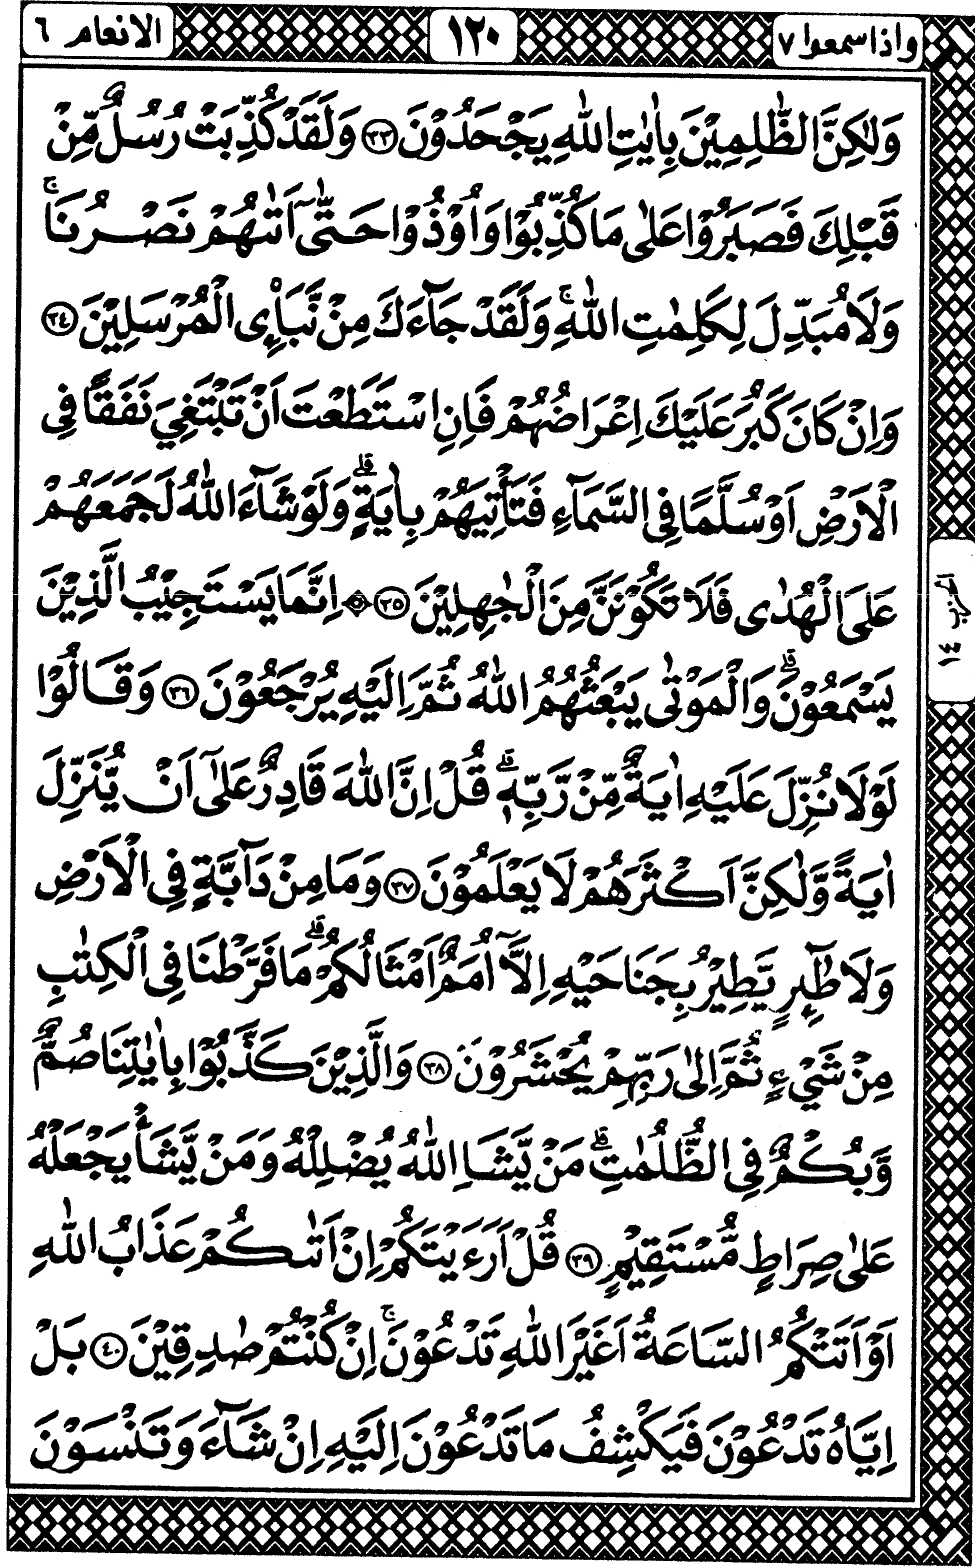 واذا سمعوا ٧
١٢٠
الانعام ٦
وَلٰكِنَّ الظّٰلِمِيْنَ بِاٰيٰتِ اللّٰهِ يَجْحَدُوْنَ ﴿٣٣﴾ وَلَقَدْ كُذِّبَتْ رُسُلٌ مِّنْ
قَبْلِكَ فَصَبَرُوْا عَلٰى مَا كُذِّبُوْا وَاُوْذُوْا حَتّٰٓى اَتٰىهُمْ نَصْرُنَا ۚ
وَلَا مُبَدِّلَ لِكَلِمٰتِ اللّٰهِ ۚ وَلَقَدْ جَآءَكَ مِنْ نَّبَاِى الْمُرْسَلِيْنَ ﴿٣٤﴾
وَاِنْ كَانَ كَبُرَ عَلَيْكَ اِعْرَاضُهُمْ فَاِنِ اسْتَطَعْتَ اَنْ تَبْتَغِيَ نَفَقًا فِى
الْاَرْضِ اَوْ سُلَّمًا فِى السَّمَآءِ فَتَاْتِيَهُمْ بِاٰيَةٍ ۗ وَلَوْ شَآءَ اللّٰهُ لَجَمَعَهُمْ
عَلَى الْهُدٰى فَلَا تَكُوْنَنَّ مِنَ الْجٰهِلِيْنَ ﴿٣٥﴾ ۞ اِنَّمَا يَسْتَجِيْبُ الَّذِيْنَ
يَسْمَعُوْنَ ۗ وَالْمَوْتٰى يَبْعَثُهُمُ اللّٰهُ ثُمَّ اِلَيْهِ يُرْجَعُوْنَ ﴿٣٦﴾ وَقَالُوْا
لَوْلَا نُزِّلَ عَلَيْهِ اٰيَةٌ مِّنْ رَّبِّهٖ ۗ قُلْ اِنَّ اللّٰهَ قَادِرٌ عَلٰٓى اَنْ يُّنَزِّلَ
اٰيَةً وَّلٰكِنَّ اَكْثَرَهُمْ لَا يَعْلَمُوْنَ ﴿٣٧﴾ وَمَا مِنْ دَآبَّةٍ فِى الْاَرْضِ
وَلَا طٰٓئِرٍ يَّطِيْرُ بِجَنَاحَيْهِ اِلَّآ اُمَمٌ اَمْثَالُكُمْ ۗ مَا فَرَّطْنَا فِى الْكِتٰبِ
مِنْ شَيْءٍ ثُمَّ اِلٰى رَبِّهِمْ يُحْشَرُوْنَ ﴿٣٨﴾ وَالَّذِيْنَ كَذَّبُوْا بِاٰيٰتِنَا صُمٌّ
وَّبُكْمٌ فِى الظُّلُمٰتِ ۗ مَنْ يَّشَاِ اللّٰهُ يُضْلِلْهُ وَمَنْ يَّشَاْ يَجْعَلْهُ
عَلٰى صِرَاطٍ مُّسْتَقِيْمٍ ﴿٣٩﴾ قُلْ اَرَءَيْتَكُمْ اِنْ اَتٰىكُمْ عَذَابُ اللّٰهِ
اَوْ اَتَتْكُمُ السَّاعَةُ اَغَيْرَ اللّٰهِ تَدْعُوْنَ ۚ اِنْ كُنْتُمْ صٰدِقِيْنَ ﴿٤٠﴾ بَلْ
اِيَّاهُ تَدْعُوْنَ فَيَكْشِفُ مَا تَدْعُوْنَ اِلَيْهِ اِنْ شَآءَ وَتَنْسَوْنَ
الحزب ١٤